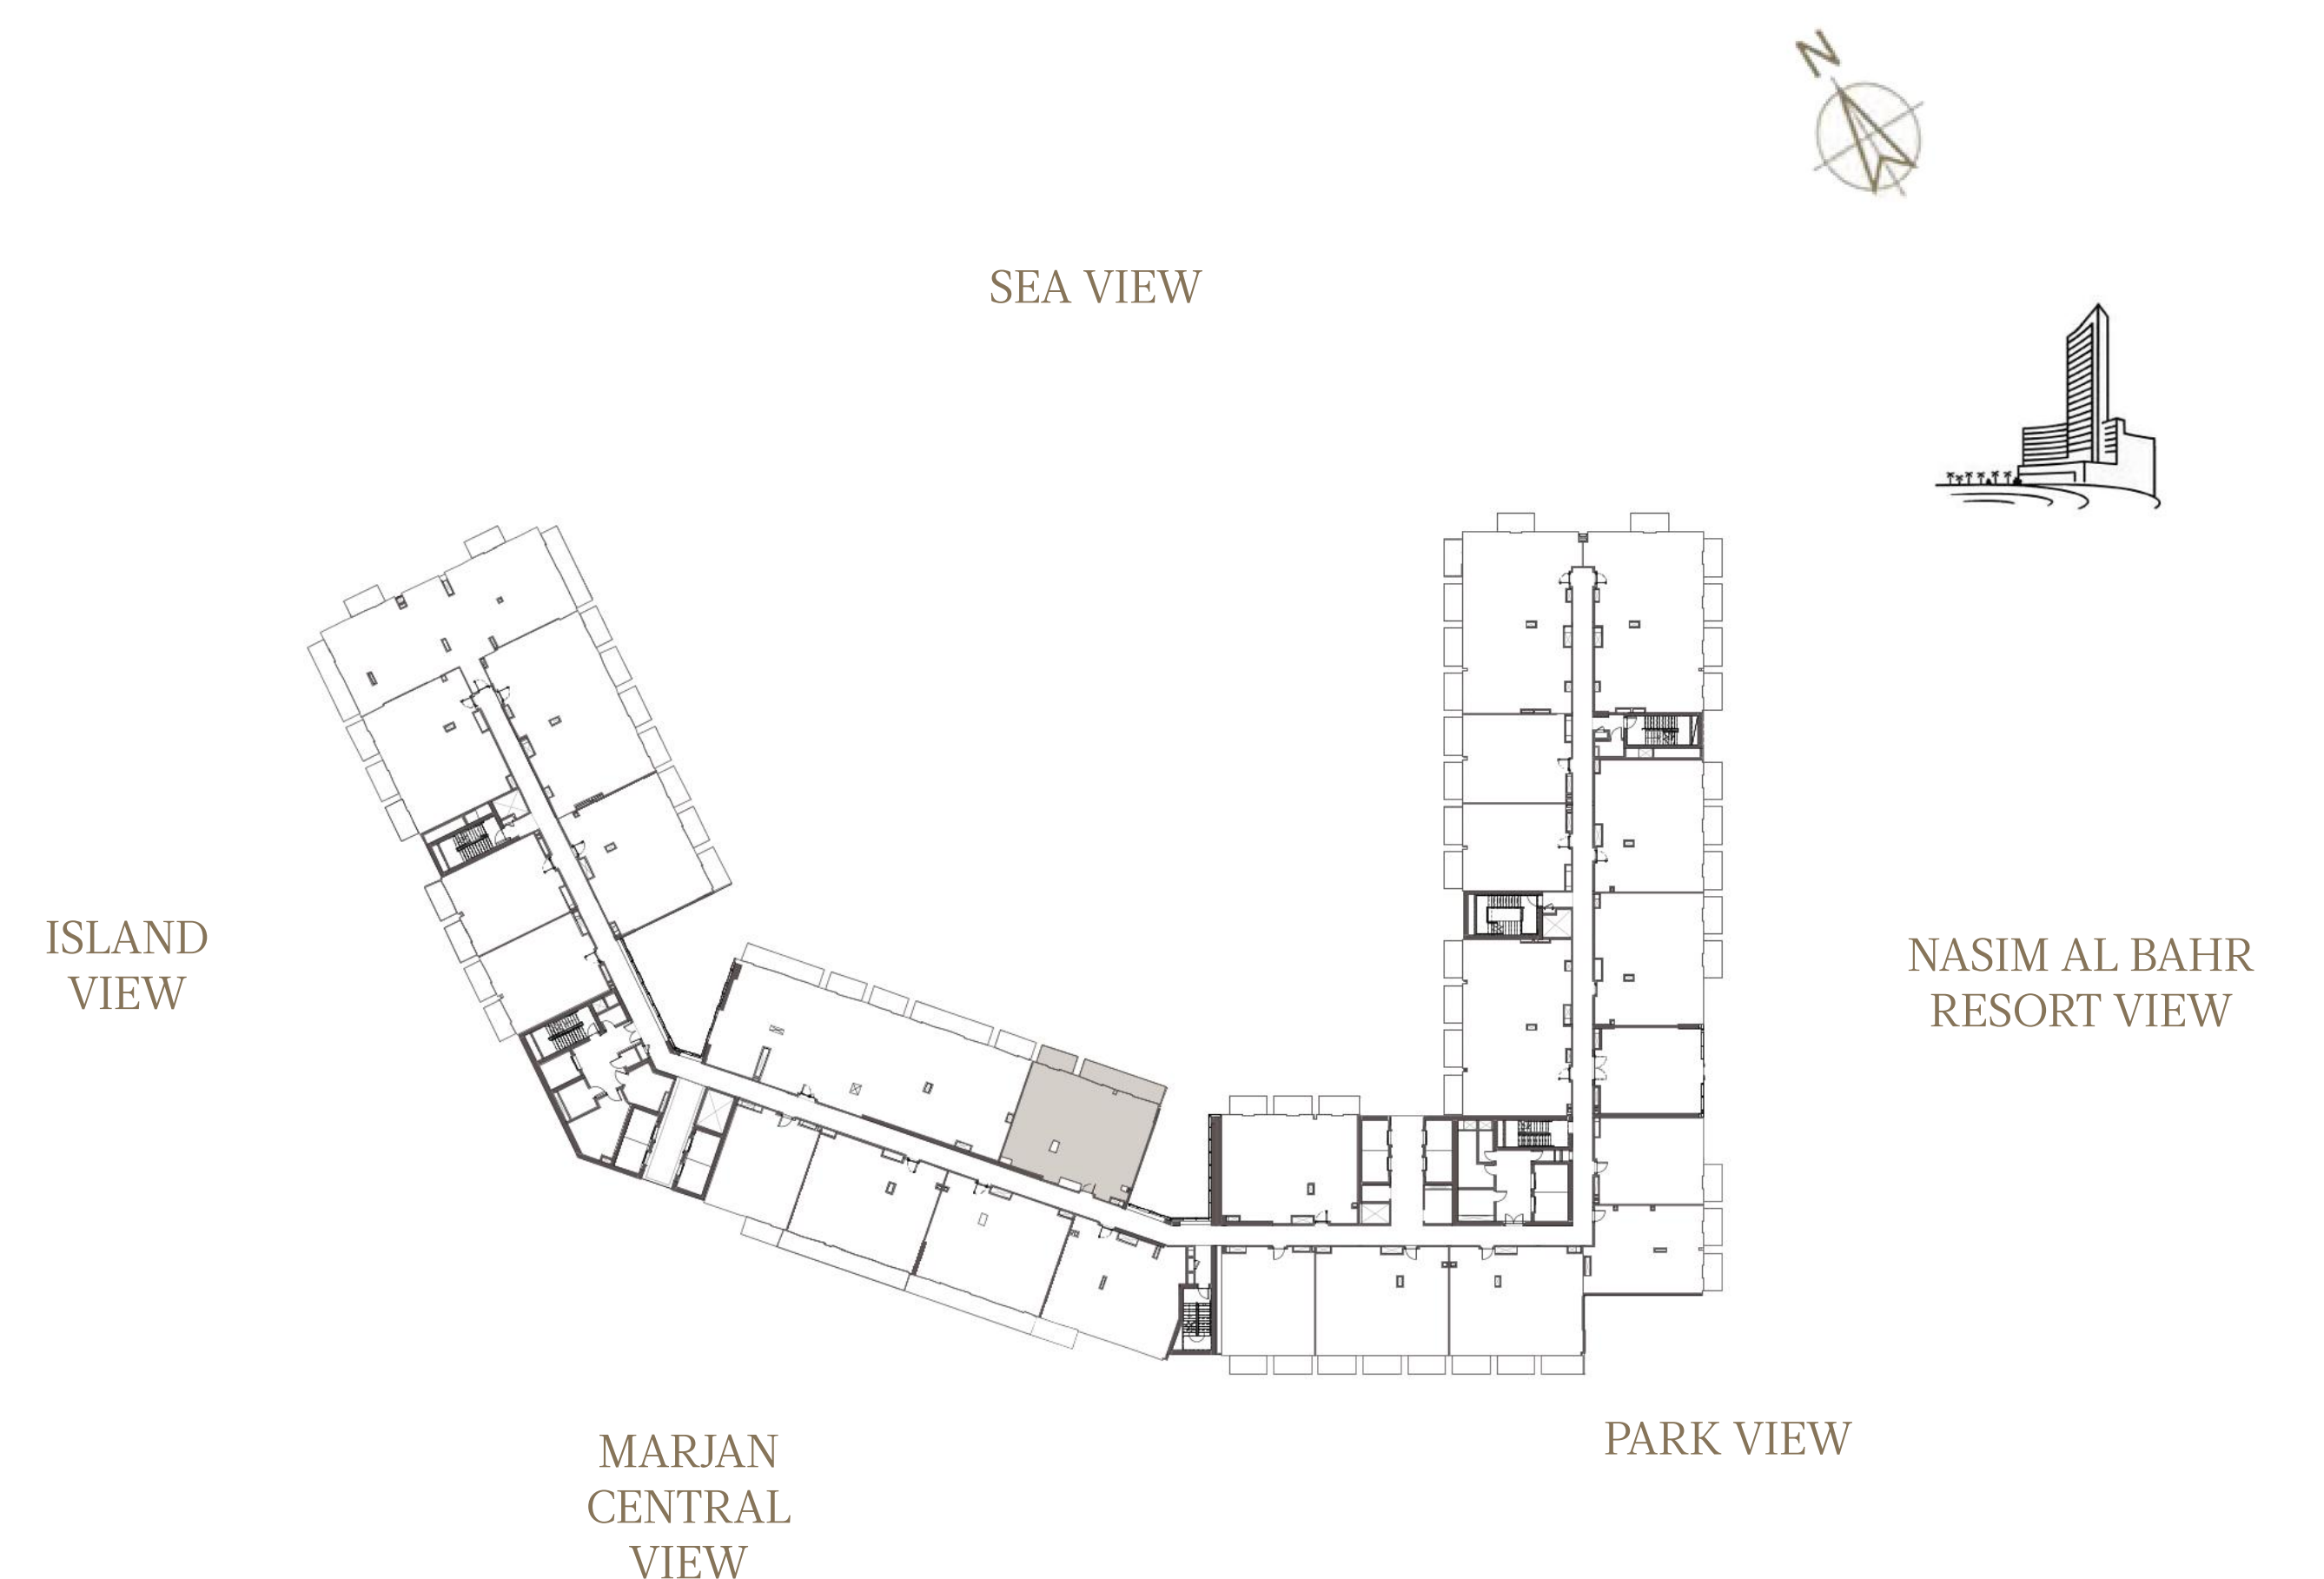 N
SEA VIEW
ISLAND
VIEW
NASIM AL BAHR
RESORT VIEW
PARK VIEW
MARJAN
CENTRAL
VIEW